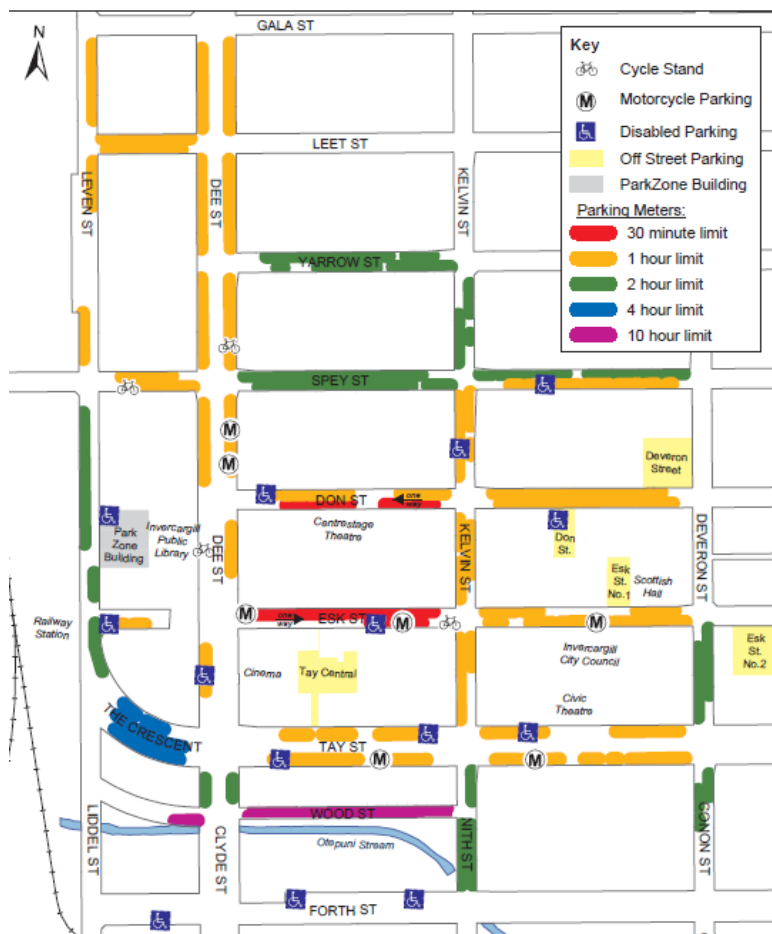 GALA ST
N
Key
Cycle Stand
M
Motorcycle Parking
Disabled Parking
Off Street Parking
ParkZone Building
Parking Meters:
30 minute limit
1 hour limit
2 hour limit
4 hour limit
10 hour limit
LEET ST
LEVEN ST
DEE ST
KELVIN ST
YARROW ST
SPEY ST
M
M
Deveron
Street
DON ST
one
way
Centrestage
Theatre
Park
Zone
Building
Invercargill
Public
Library
DEE ST
KELVIN ST
Don
St.
Esk
St.
No.1
Scottish
Hall
DEVERON ST
Railway
Station
M
one
way
ESK ST
M
M
Cinema
Tay Central
Invercargill
City Council
Civic
Theatre
Esk
St.
No.2
THE CRESCENT
TAY ST
M
M
WOOD ST
LIDDEL ST
CLYDE ST
Otepuni Stream
NITH ST
CONON ST
FORTH ST